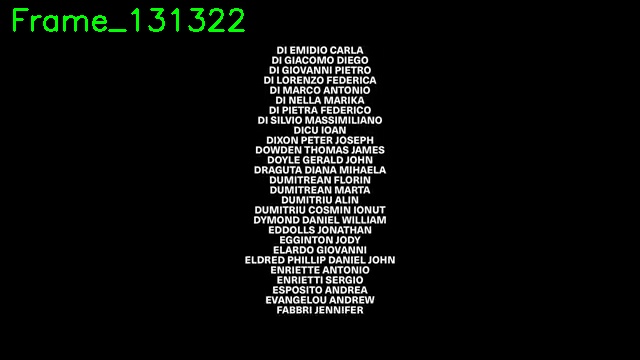 Frame_131322
DI EMIDIO CARLA
DI GIACOMO DIEGO
DI GIOVANNI PIETRO
DI LORENZO FEDERICA
DI MARCO ANTONIO
DI NELLA MARIKA
DI PIETRA FEDERICO
DI SILVIO MASSIMILIANO
DICU IOAN
DIXON PETER JOSEPH
DOWDEN THOMAS JAMES
DOYLE GERALD JOHN
DRAGUTA DIANA MIHAELA
DUMITREAN FLORIN
DUMITREAN MARTA
DUMITRIU ALIN
DUMITRIU COSMIN IONUT
DYMOND DANIEL WILLIAM
EDDOLLS JONATHAN
EGGINTON JODY
ELARDO GIOVANNI
ELDRED PHILLIP DANIEL JOHN
ENRIETTE ANTONIO
ENRIETTI SERGIO
ESPOSITO ANDREA
EVANGELOU ANDREW
FABBRI JENNIFER